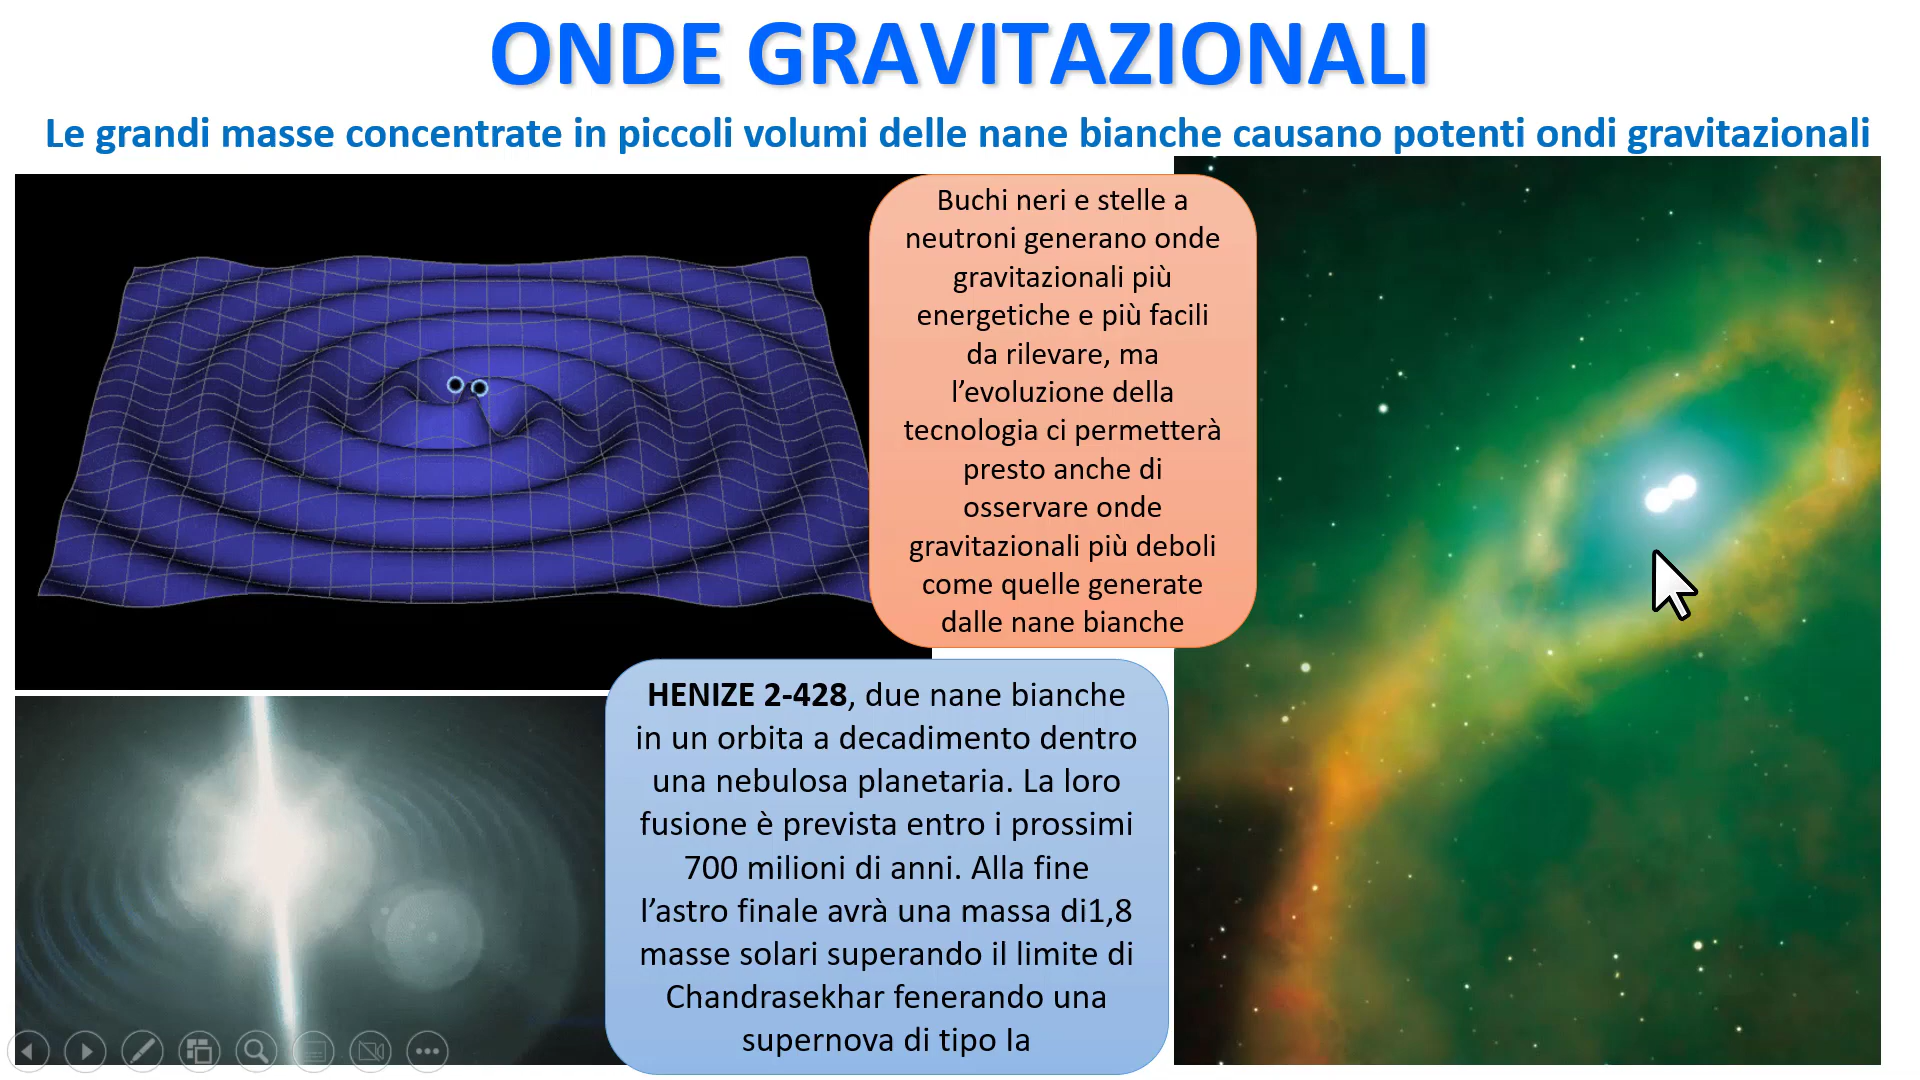 ONDE GRAVITAZIONALI
Le grandi masse concentrate in piccoli volumi delle nane bianche causano potenti ondi gravitazionali
Buchi neri e stelle a
neutroni generano onde
gravitazionali più
energetiche e più facili
da rilevare, ma
l’evoluzione della
tecnologia ci permetterà
presto anche di
osservare onde
gravitazionali più deboli
come quelle generate
dalle nane bianche
HENIZE 2-428, due nane bianche
in un orbita a decadimento dentro
una nebulosa planetaria. La loro
fusione è prevista entro i prossimi
700 milioni di anni. Alla fine
l’astro finale avrà una massa di1,8
masse solari superando il limite di
Chandrasekhar fenerando una
supernova di tipo Ia